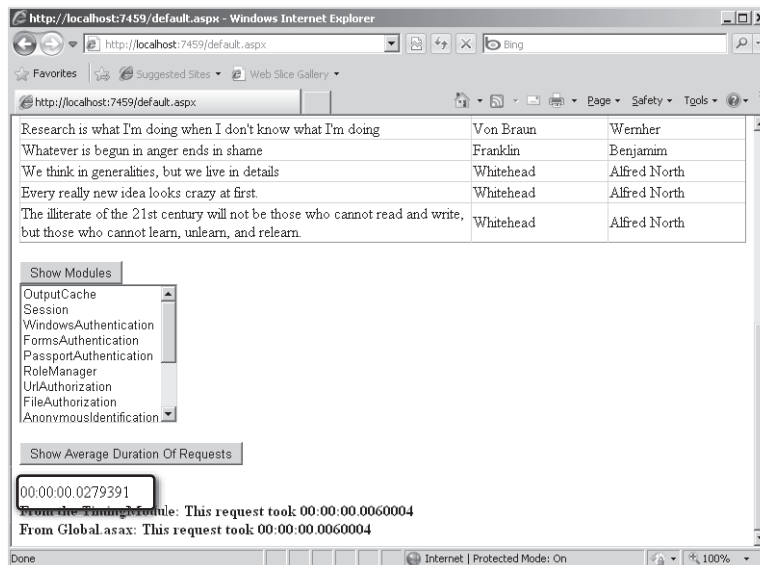 http://localhost:7459/default.aspx - Windows Internet Explorer
http://localhost:7459/default.aspx
Bing
Favorites Suggested Sites Web Slice Gallery
http://localhost:7459/default.aspx
Page Safety Tools
Research is what I'm doing when I don't know what I'm doing Von Braun Wernher
Whatever is begun in anger ends in shame Franklin Benjamim
We think in generalities, but we live in details Whitehead Alfred North
Every really new idea looks crazy at first. Whitehead Alfred North
The illiterate of the 21st century will not be those who cannot read and write,
but those who cannot learn, unlearn, and relearn. Whitehead Alfred North
Show Modules
OutputCache
Session
WindowsAuthentication
FormsAuthentication
PassportAuthentication
RoleManager
UrlAuthorization
FileAuthorization
AnonymousIdentification
Show Average Duration Of Requests
00:00:00.0279391
From the TimingModule: This request took 00:00:00.0060004
From Global.asax: This request took 00:00:00.0060004
Done Internet | Protected Mode: On 100%